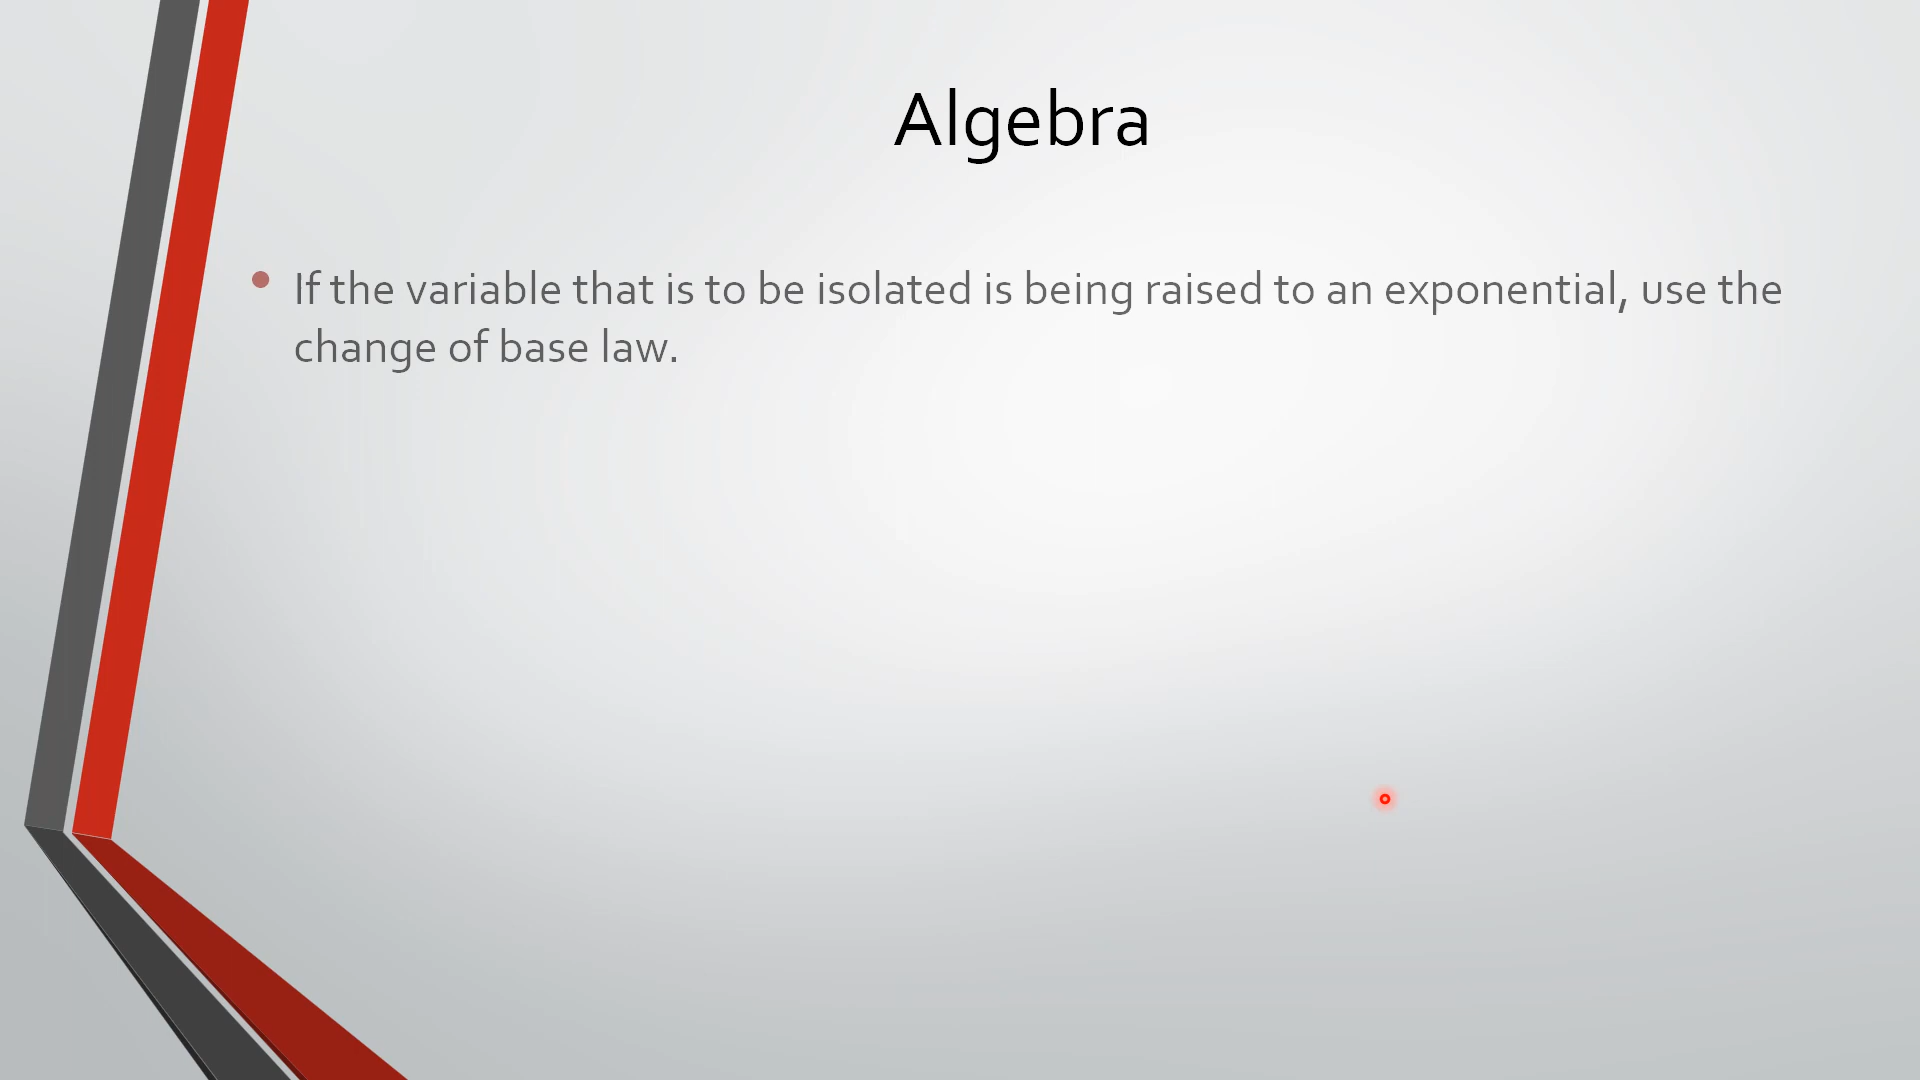 Algebra
If the variable that is to be isolated is being raised to an exponential, use the
change of base law.